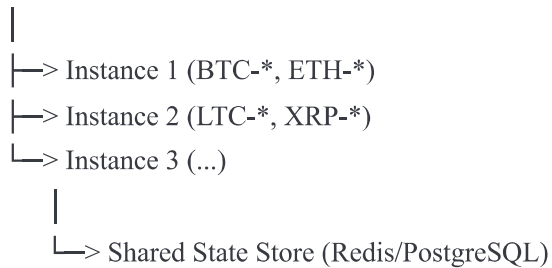 |
├─> Instance 1 (BTC-*, ETH-*)
├─> Instance 2 (LTC-*, XRP-*)
└─> Instance 3 (...)
|
└─> Shared State Store (Redis/PostgreSQL)